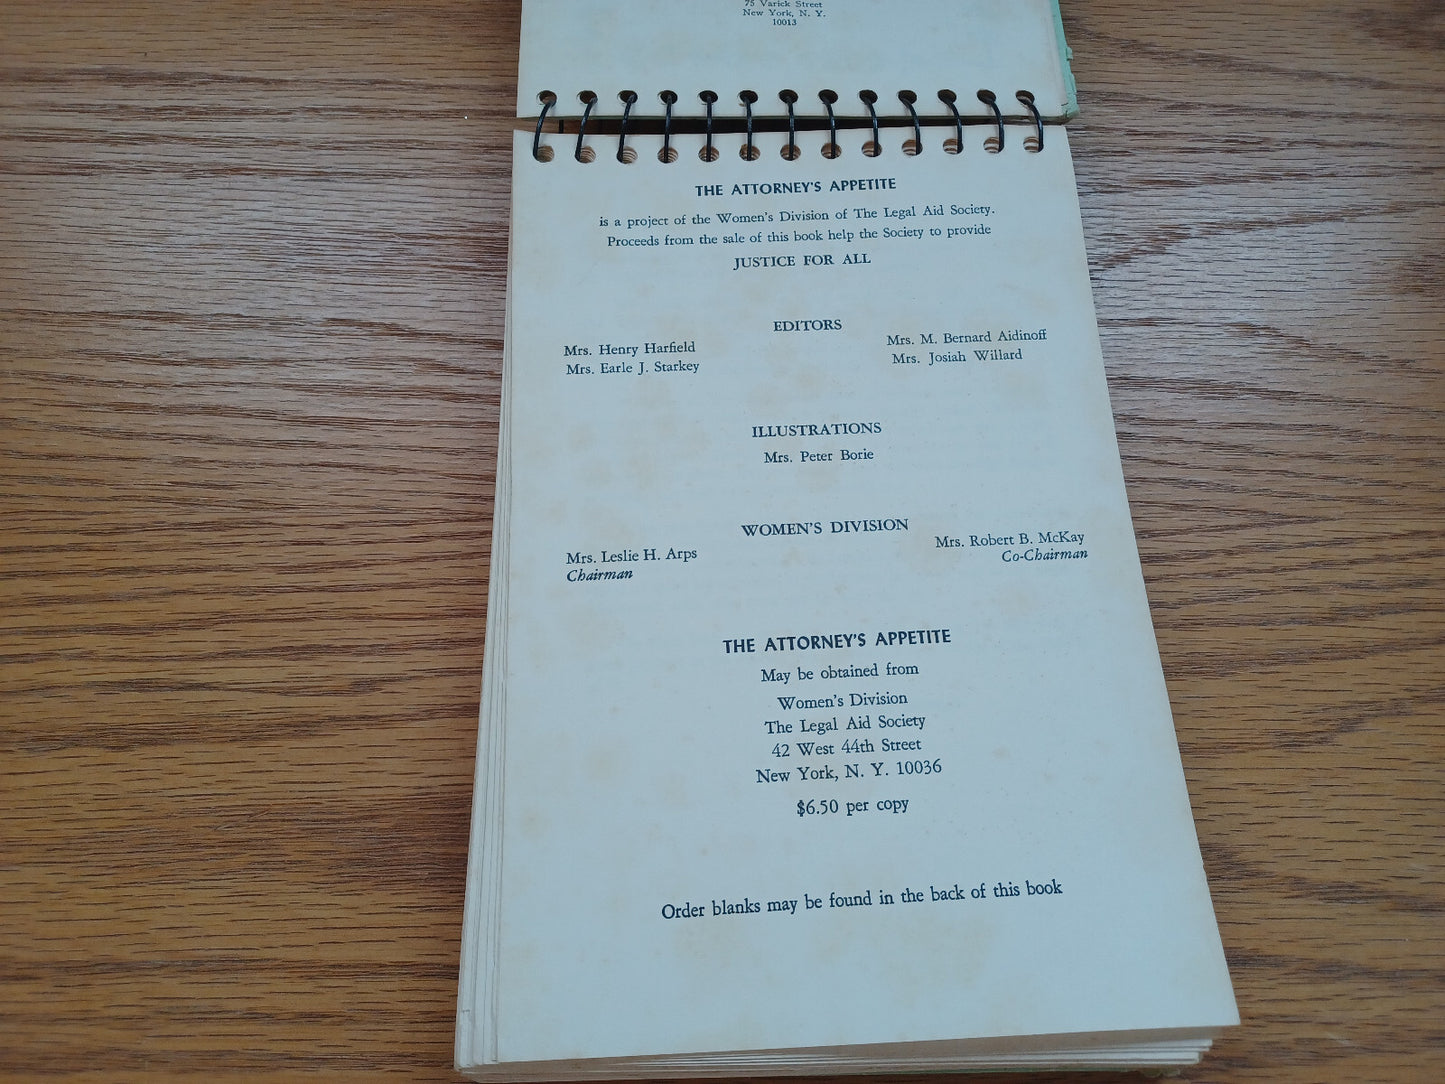 75 Varick Street
New York, N. Y.
10013
THE ATTORNEY'S APPETITE
is a project of the Women's Division of The Legal Aid Society.
Proceeds from the sale of this book help the Society to provide
JUSTICE FOR ALL
EDITORS
Mrs. Henry Harfield
Mrs. Earle J. Starkey
Mrs. M. Bernard Aidinoff
Mrs. Josiah Willard
ILLUSTRATIONS
Mrs. Peter Borie
WOMEN'S DIVISION
Mrs. Leslie H. Arps
Chairman
Mrs. Robert B. McKay
Co-Chairman
THE ATTORNEY'S APPETITE
May be obtained from
Women's Division
The Legal Aid Society
42 West 44th Street
New York, N. Y. 10036
$6.50 per copy
Order blanks may be found in the back of this book